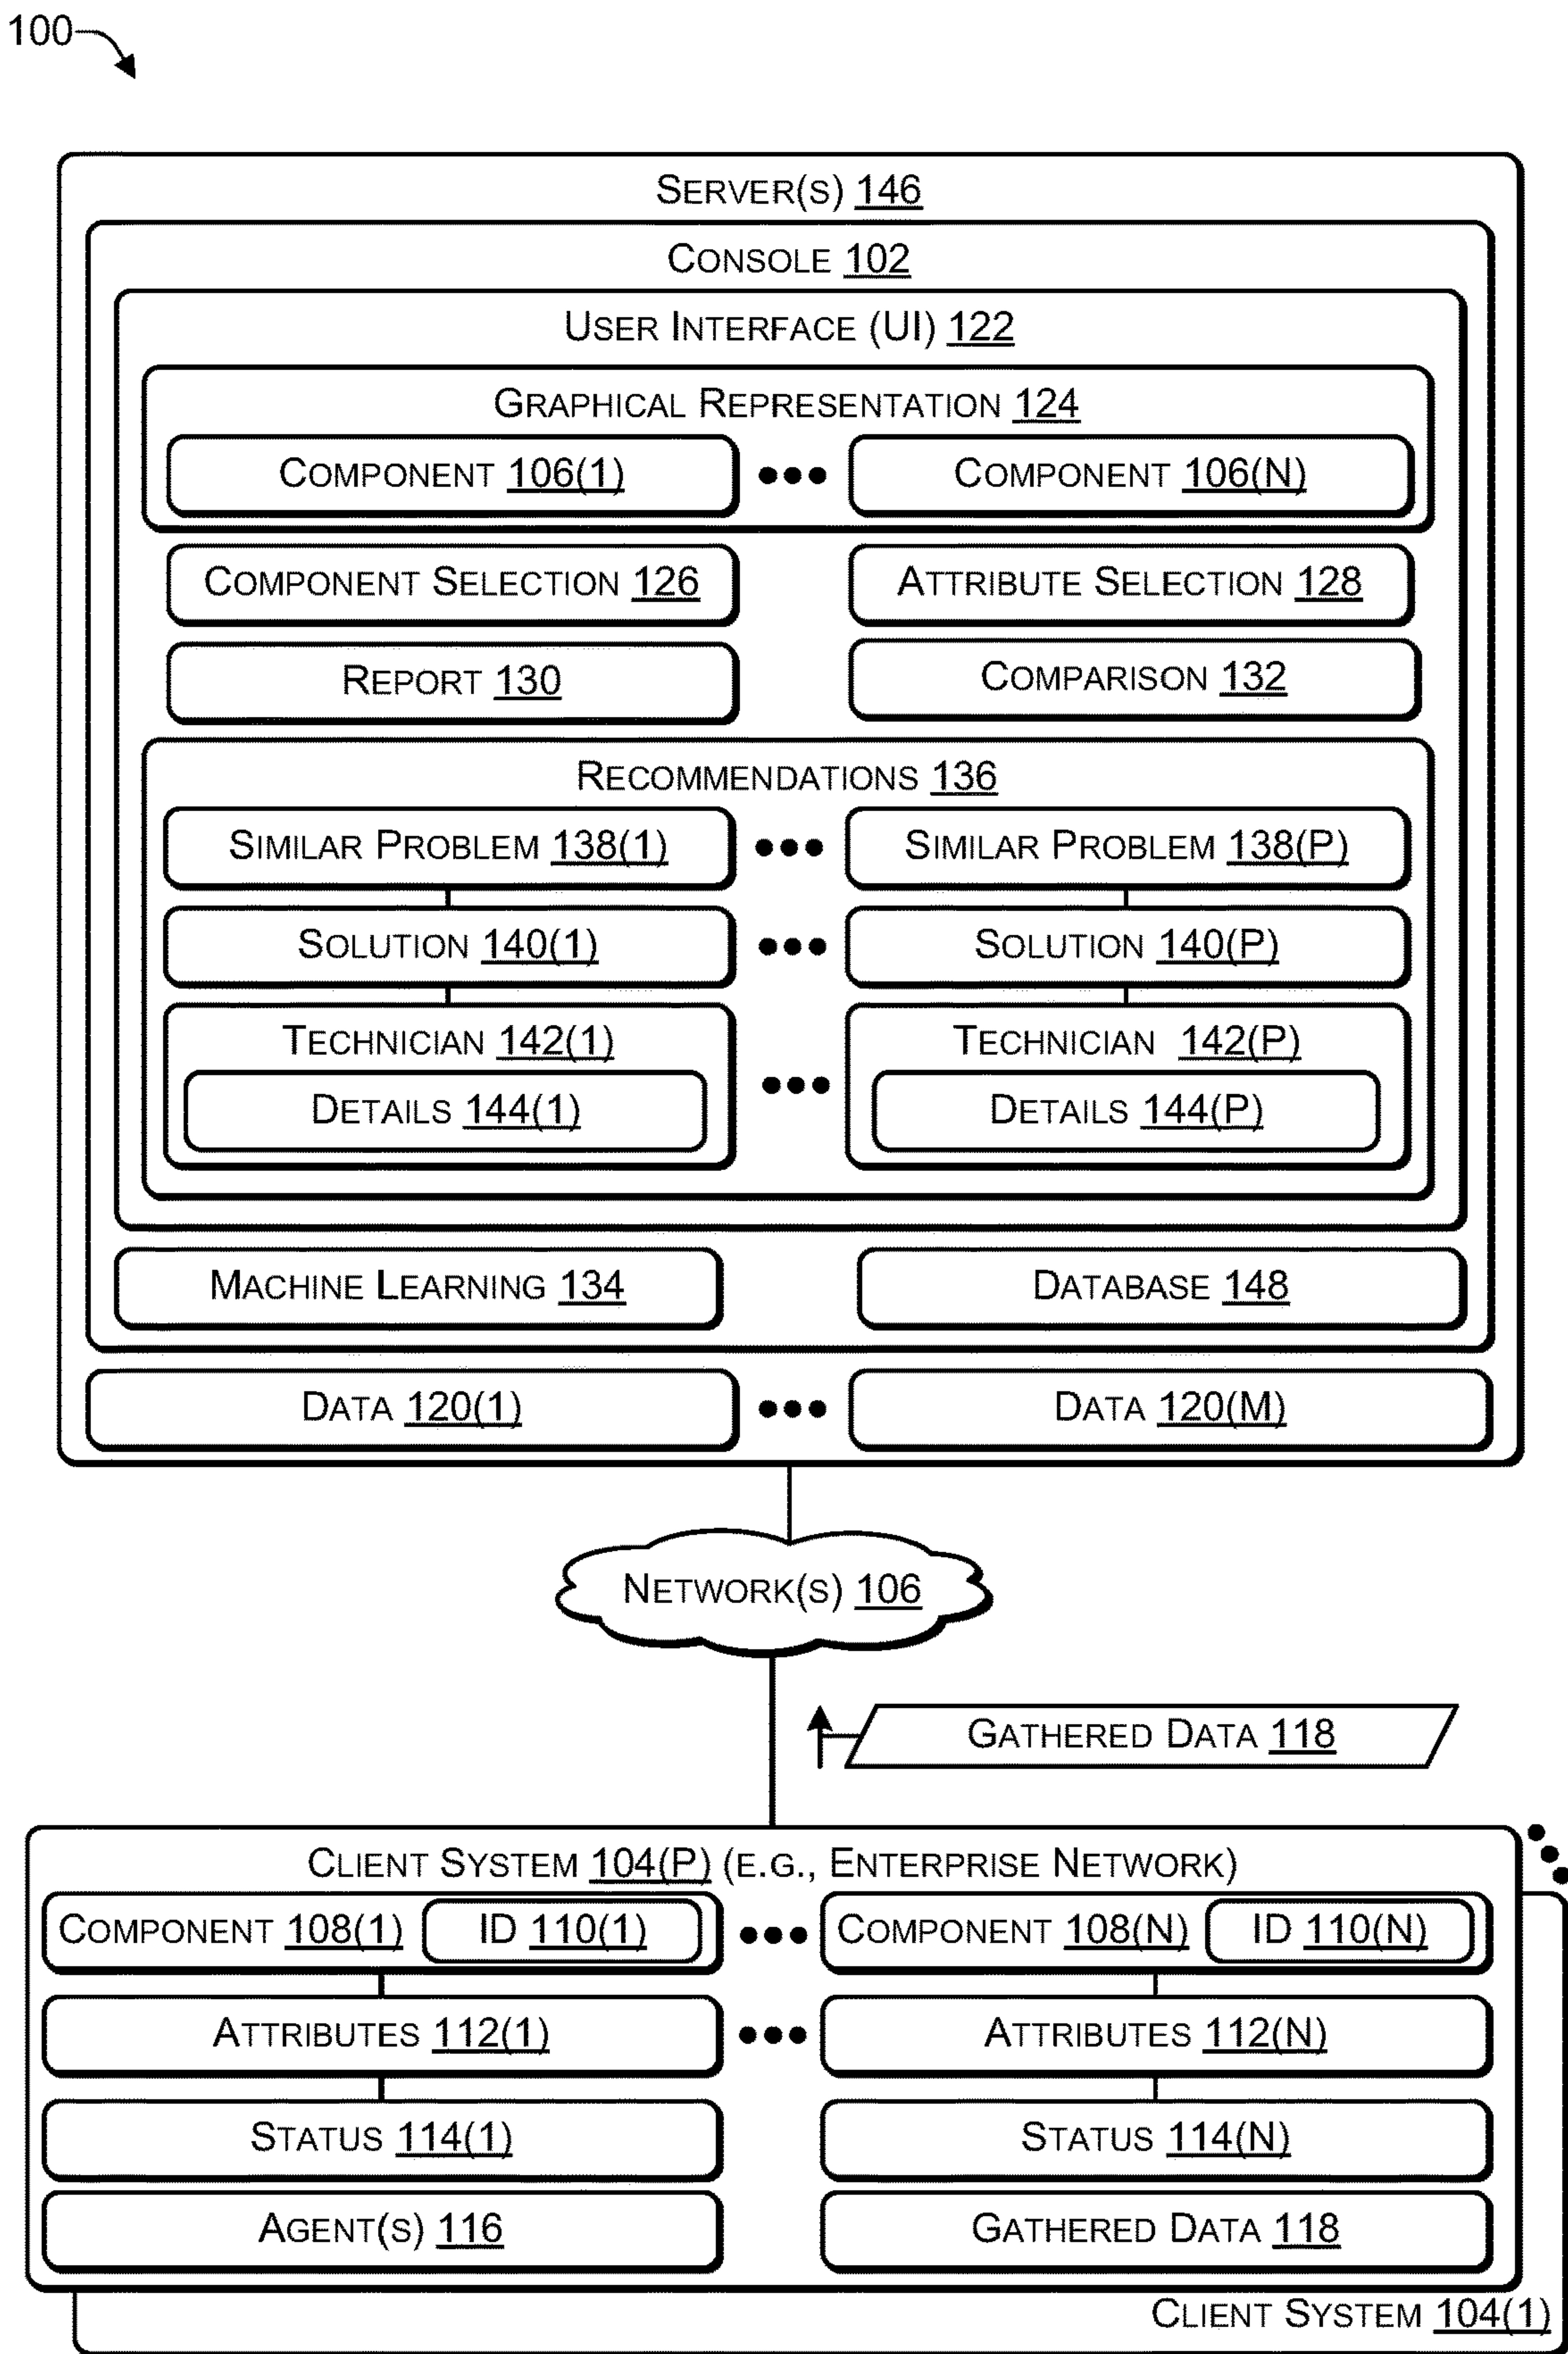 100
SERVER(S) 146
CONSOLE 102
USER INTERFACE (UI) 122
GRAPHICAL REPRESENTATION 124
COMPONENT 106(1) ••• COMPONENT 106(N)
COMPONENT SELECTION 126 ATTRIBUTE SELECTION 128
REPORT 130 COMPARISON 132
RECOMMENDATIONS 136
SIMILAR PROBLEM 138(1) ••• SIMILAR PROBLEM 138(P)
SOLUTION 140(1) ••• SOLUTION 140(P)
TECHNICIAN 142(1) ••• TECHNICIAN 142(P)
DETAILS 144(1) DETAILS 144(P)
MACHINE LEARNING 134 DATABASE 148
DATA 120(1) ••• DATA 120(M)
NETWORK(S) 106
GATHERED DATA 118
CLIENT SYSTEM 104(P) (E.G., ENTERPRISE NETWORK)
COMPONENT 108(1) ID 110(1) ••• COMPONENT 108(N) ID 110(N)
ATTRIBUTES 112(1) ••• ATTRIBUTES 112(N)
STATUS 114(1) STATUS 114(N)
AGENT(S) 116 GATHERED DATA 118
CLIENT SYSTEM 104(1)